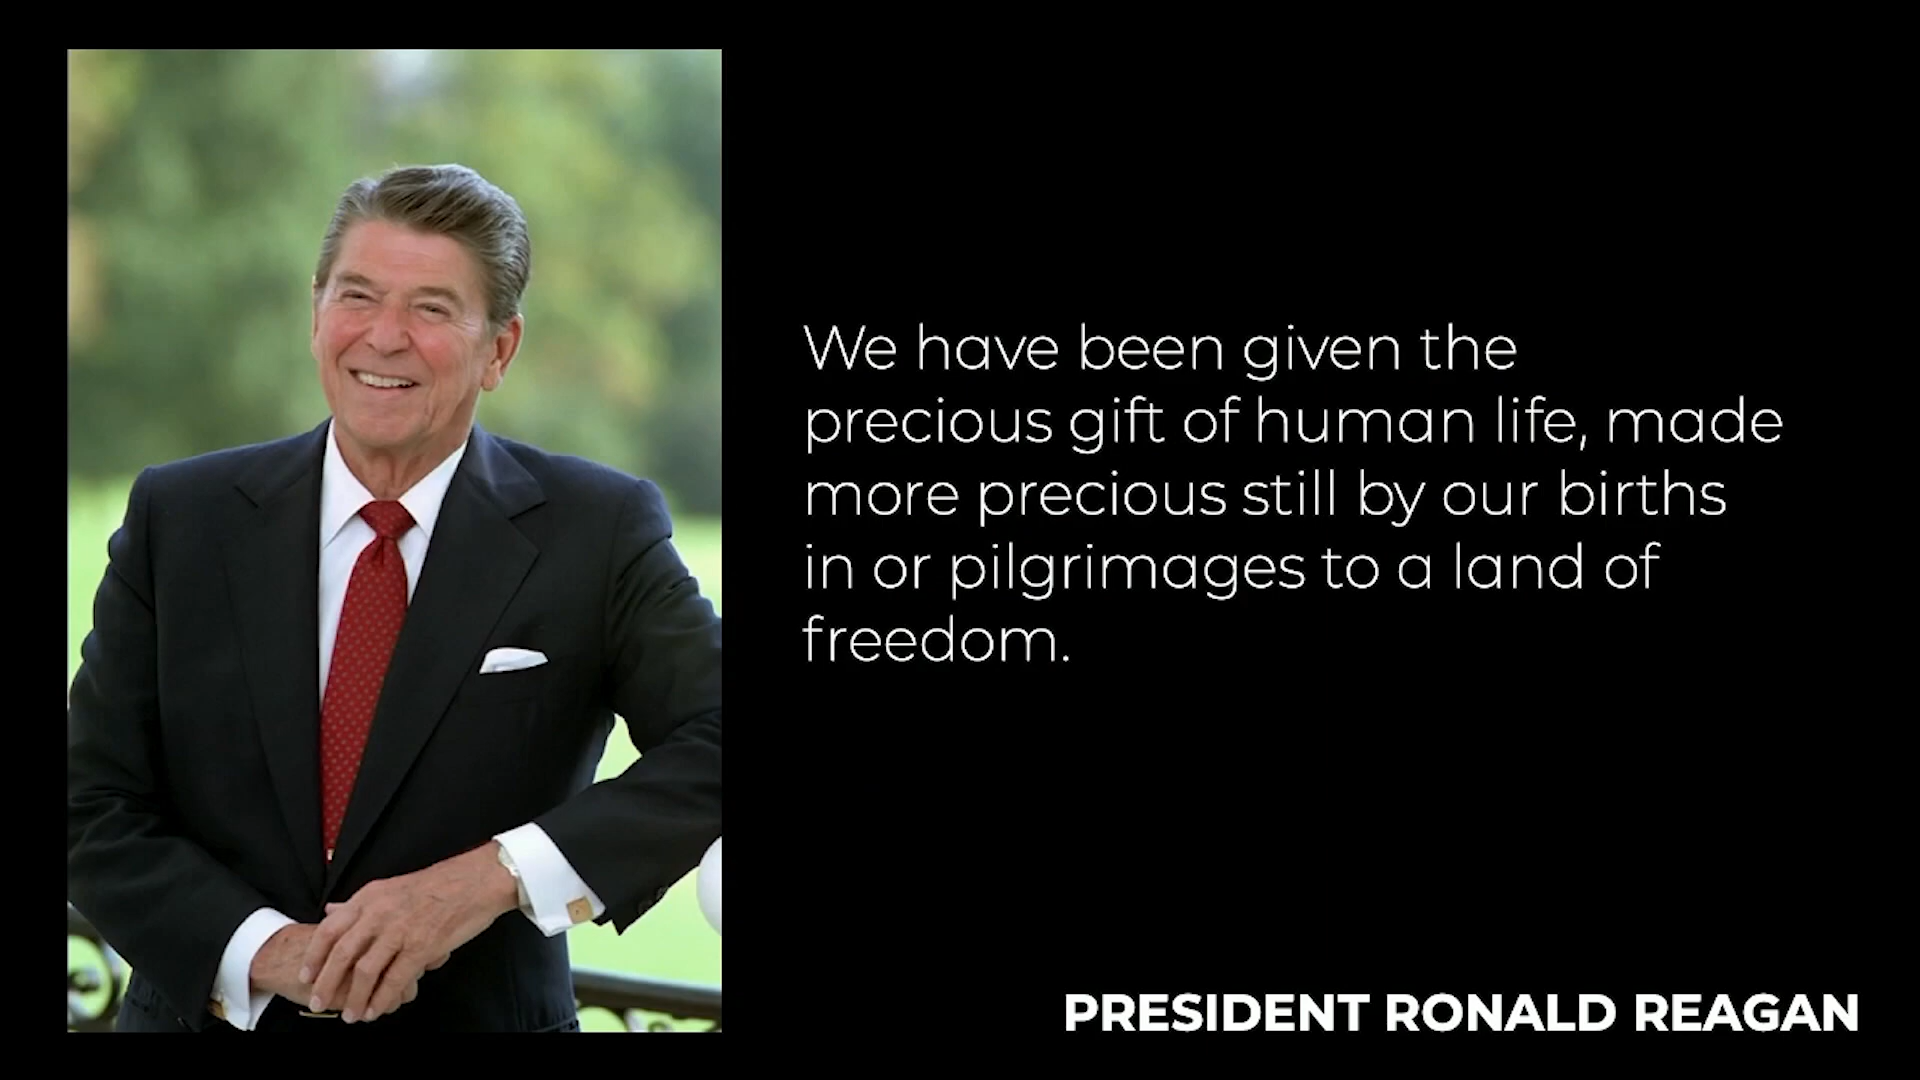 We have been given the
precious gift of human life, made
more precious still by our births
in or pilgrimages to a land of
freedom.
PRESIDENT RONALD REAGAN